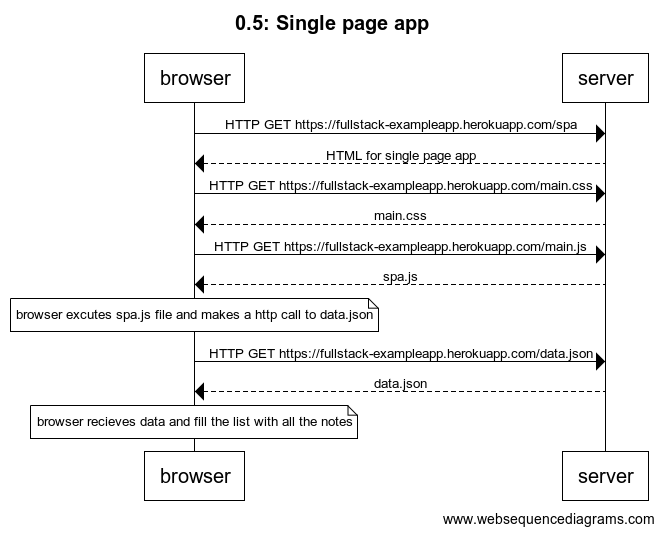 0.5: Single page app
browser
server
HTTP GET https://fullstack-exampleapp.herokuapp.com/spa
HTML for single page app
HTTP GET https://fullstack-exampleapp.herokuapp.com/main.css
main.css
HTTP GET https://fullstack-exampleapp.herokuapp.com/main.js
spa.js
browser excutes spa.js file and makes a http call to data.json
HTTP GET https://fullstack-exampleapp.herokuapp.com/data.json
data.json
browser recieves data and fill the list with all the notes
browser
server
www.websequencediagrams.com